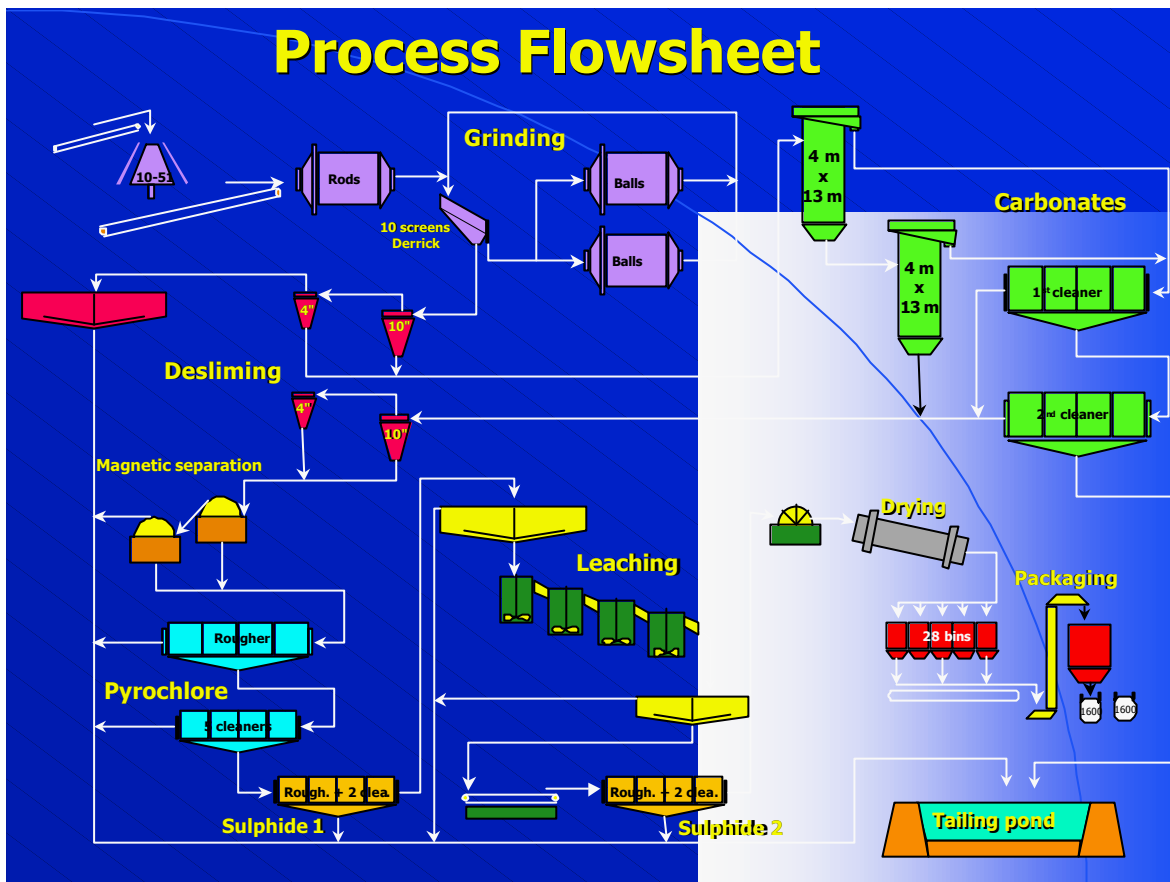 Process Flowsheet
Grinding
10-51
Rods
10 screens
Derrick
Balls
Balls
4 m
x
13 m
4 m
x
13 m
Carbonates
1st cleaner
2nd cleaner
4"
10"
Desliming
4"
10"
Magnetic separation
Rougher
Pyrochlore
5 cleaners
Rough. + 2 clea.
Sulphide 1
Leaching
Rough. + 2 clea.
Sulphide 2
Drying
Packaging
28 bins
1600
1600
Tailing pond